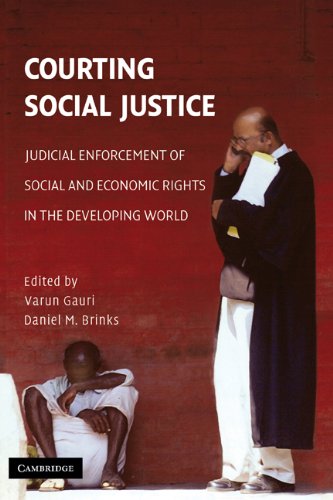 COURTING
SOCIAL JUSTICE
JUDICIAL ENFORCEMENT OF
SOCIAL AND ECONOMIC RIGHTS
IN THE DEVELOPING WORLD
Edited by
Varun Gauri
Daniel M. Brinks
CAMBRIDGE